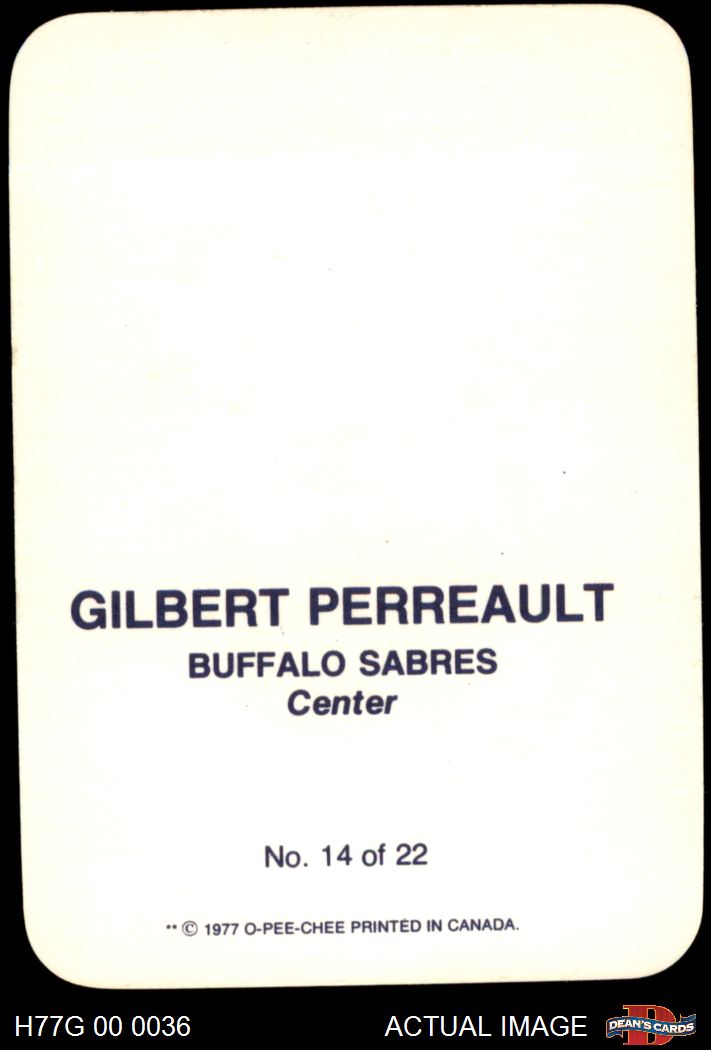 GILBERT PERREAULT
BUFFALO SABRES
Center
No. 14 of 22
** © 1977 O-PEE-CHEE PRINTED IN CANADA.
H77G 00 0036 ACTUAL IMAGE DEAN'S CARDS